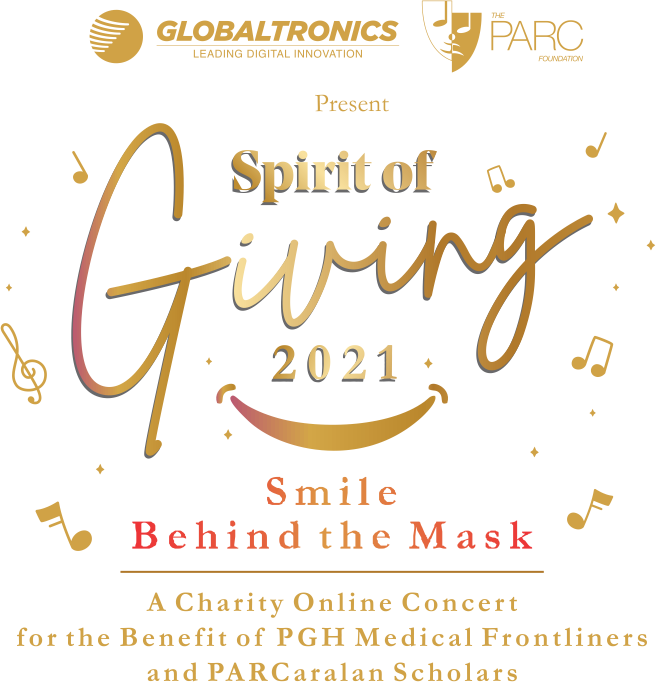 GLOBALTRONICS
LEADING DIGITAL INNOVATION
THE
PARC
FOUNDATION
Present
Spirit of
Giving
2021
Smile
Behind the Mask
A Charity Online Concert
for the Benefit of PGH Medical Frontliners
and PARCaralan Scholars